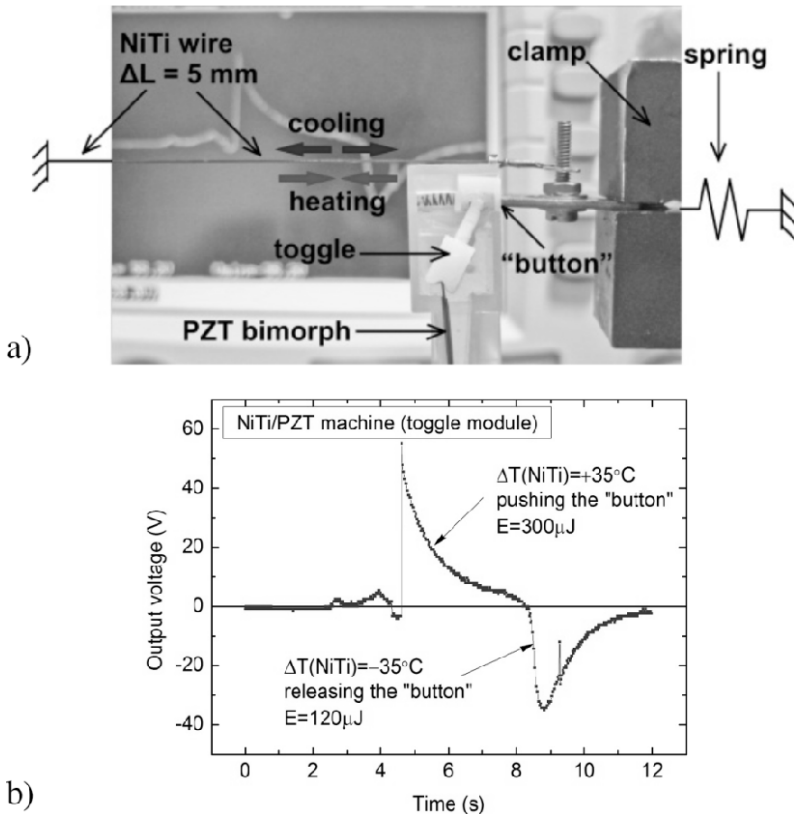 NiTi wire
ΔL = 5 mm
cooling
heating
toggle
PZT bimorph
clamp
spring
"button"
a)
NiTi/PZT machine (toggle module)
ΔT(NiTi)=+35°C
pushing the "button"
E=300μJ
ΔT(NiTi)=−35°C
releasing the "button"
E=120μJ
Output voltage (V)
60
40
20
0
-20
-40
0 2 4 6 8 10 12
Time (s)
b)